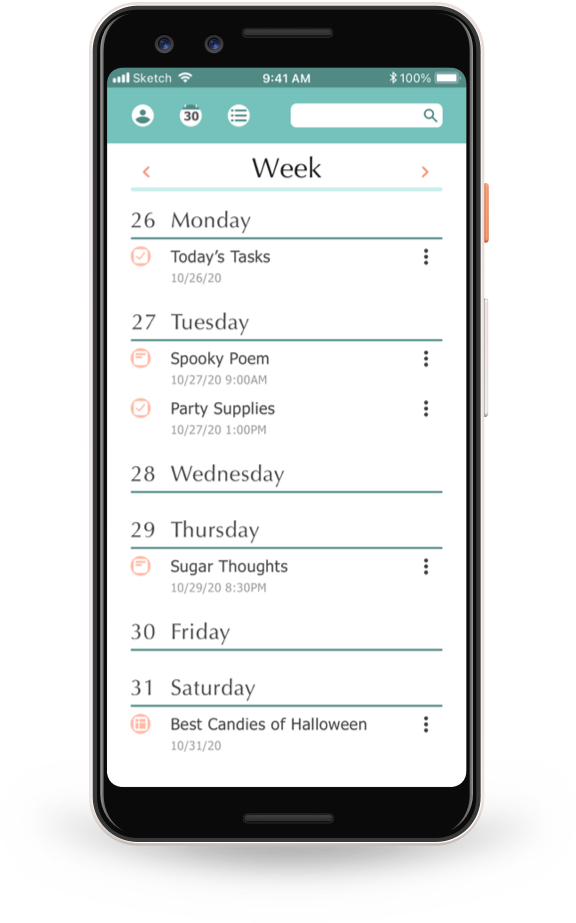 Sketch 9:41 AM 100%
30
Week
26 Monday
Today’s Tasks
10/26/20
27 Tuesday
Spooky Poem
10/27/20 9:00AM
Party Supplies
10/27/20 1:00PM
28 Wednesday
29 Thursday
Sugar Thoughts
10/29/20 8:30PM
30 Friday
31 Saturday
Best Candies of Halloween
10/31/20